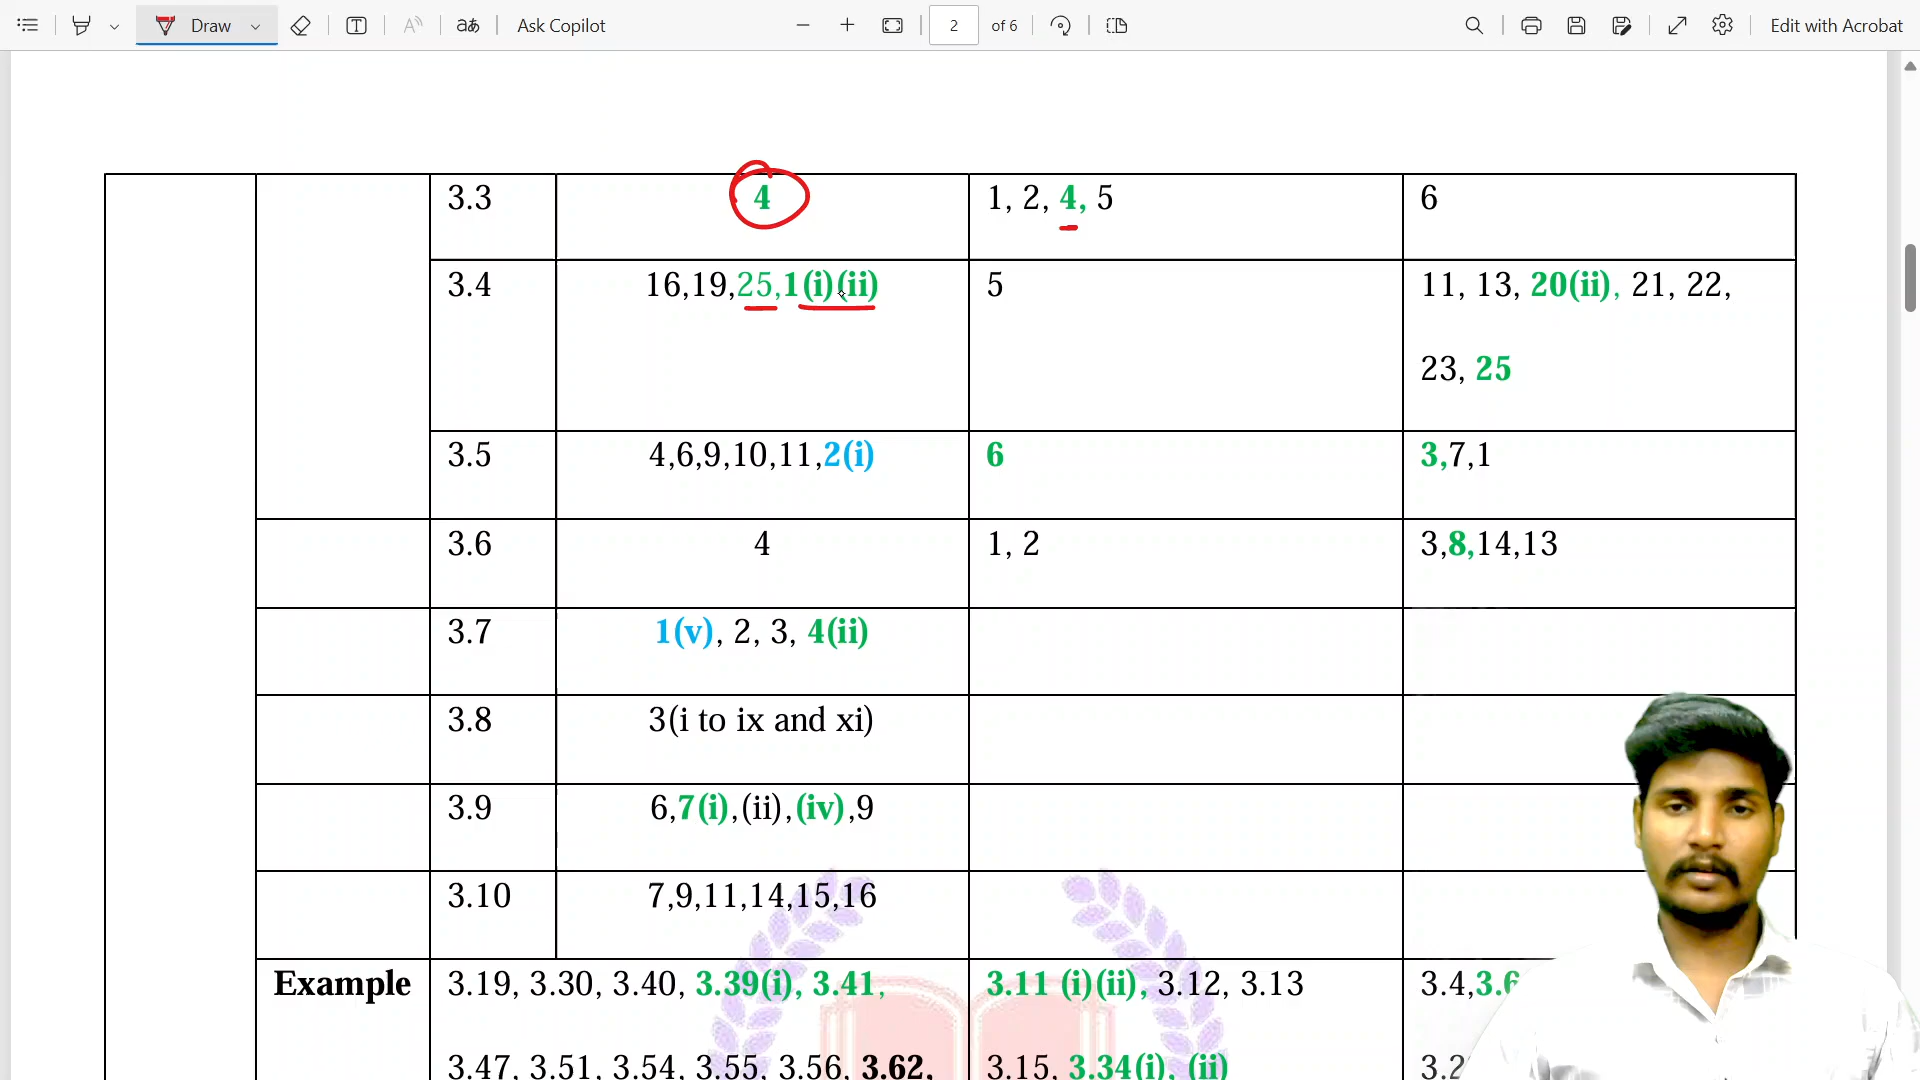 Draw
Ask Copilot
2 of 6
Edit with Acrobat
3.3 4 1, 2, 4, 5 6
3.4 16,19,25,1(i)(ii) 5 11, 13, 20(ii), 21, 22,
23, 25
3.5 4,6,9,10,11,2(i) 6 3,7,1
3.6 4 1, 2 3,8,14,13
3.7 1(v), 2, 3, 4(ii)
3.8 3(i to ix and xi)
3.9 6,7(i),(ii),(iv),9
3.10 7,9,11,14,15,16
Example 3.19, 3.30, 3.40, 3.39(i), 3.41, 3.11 (i)(ii), 3.12, 3.13 3.4,3.6
3.47, 3.51, 3.54, 3.55, 3.56, 3.62, 3.15, 3.34(i), (ii)